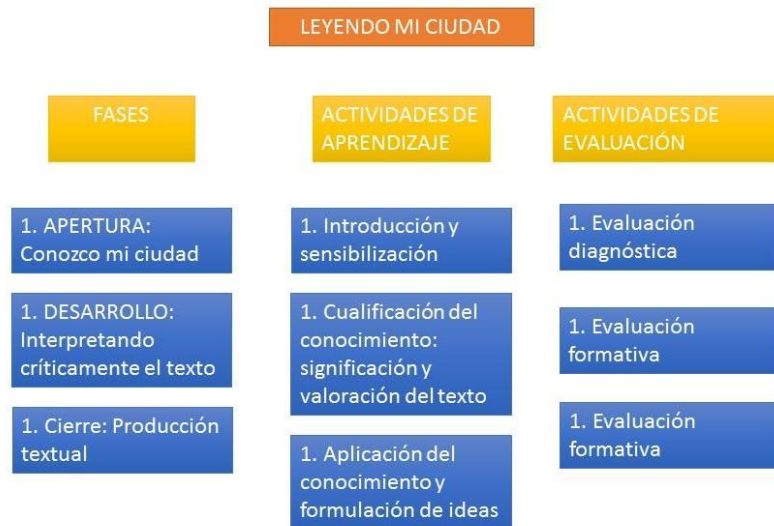 LEYENDO MI CIUDAD
FASES
1. APERTURA:
Conozco mi ciudad
1. DESARROLLO:
Interpretando
críticamente el texto
1. Cierre: Producción
textual
ACTIVIDADES DE
APRENDIZAJE
1. Introducción y
sensibilización
1. Cualificación del
conocimiento:
significación y
valoración del texto
1. Aplicación del
conocimiento y
formulación de ideas
ACTIVIDADES DE
EVALUACIÓN
1. Evaluación
diagnóstica
1. Evaluación
formativa
1. Evaluación
formativa